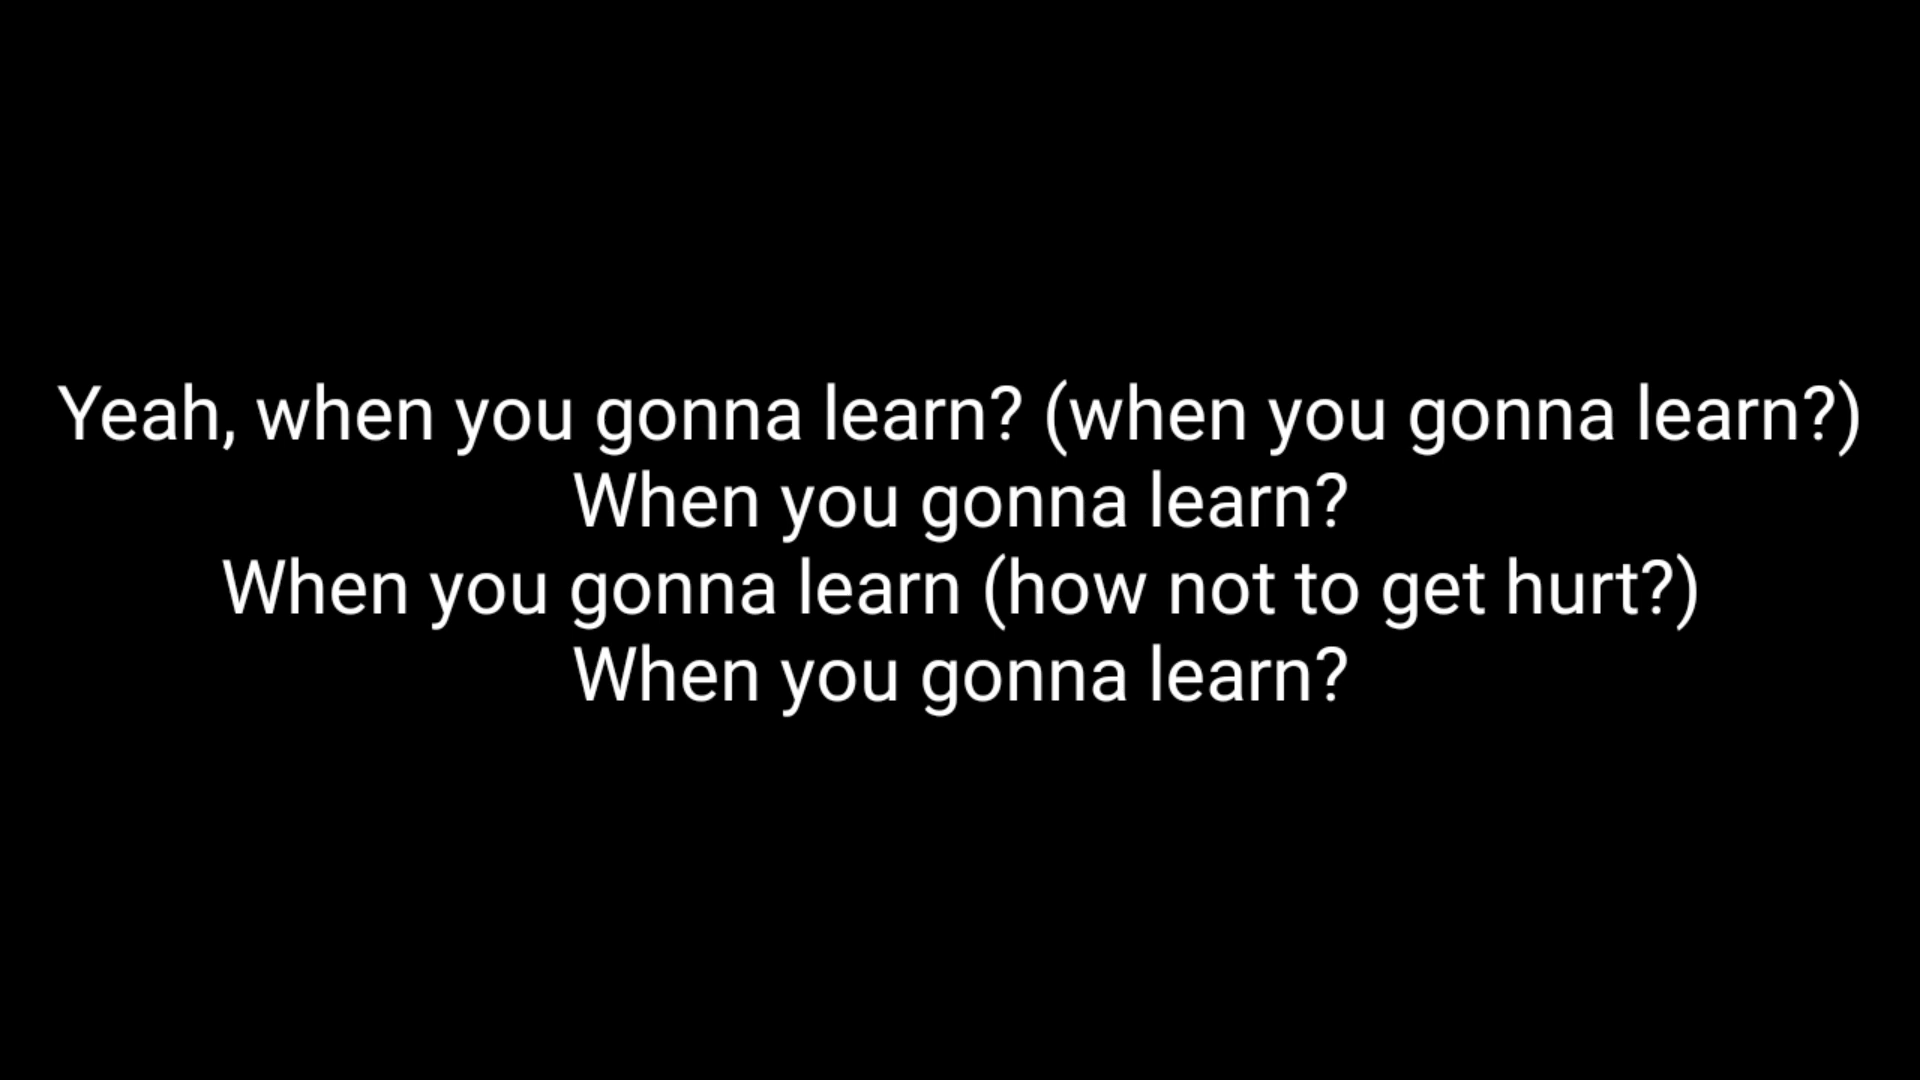 Yeah, when you gonna learn? (when you gonna learn?)
When you gonna learn?
When you gonna learn (how not to get hurt?)
When you gonna learn?